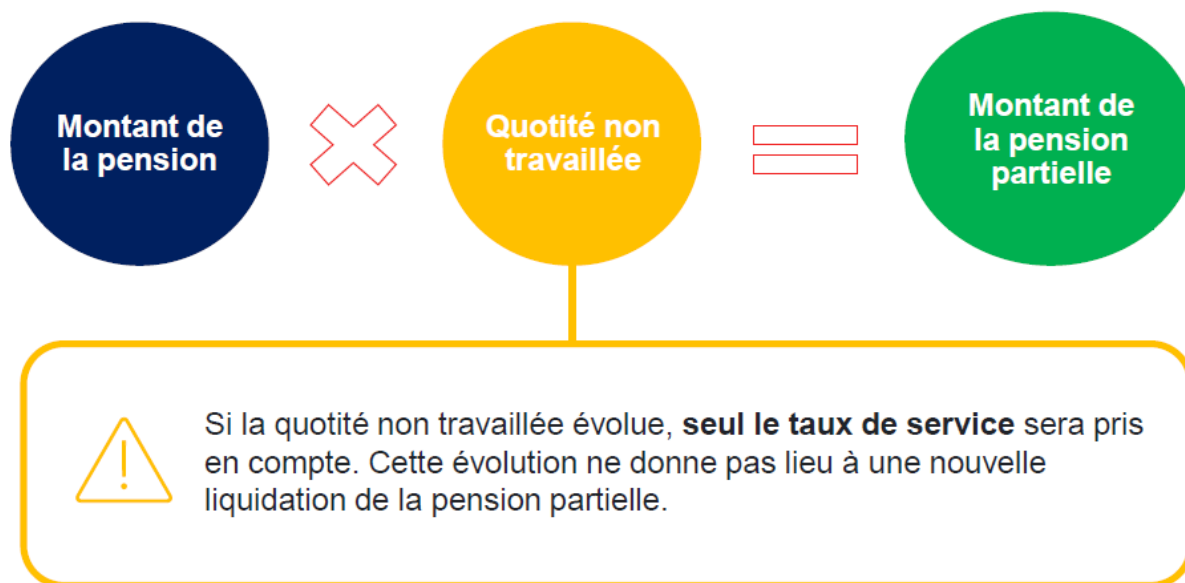 Montant de
la pension
Quotité non
travaillée
Montant de
la pension
partielle
Si la quotité non travaillée évolue, seul le taux de service sera pris
en compte. Cette évolution ne donne pas lieu à une nouvelle
liquidation de la pension partielle.